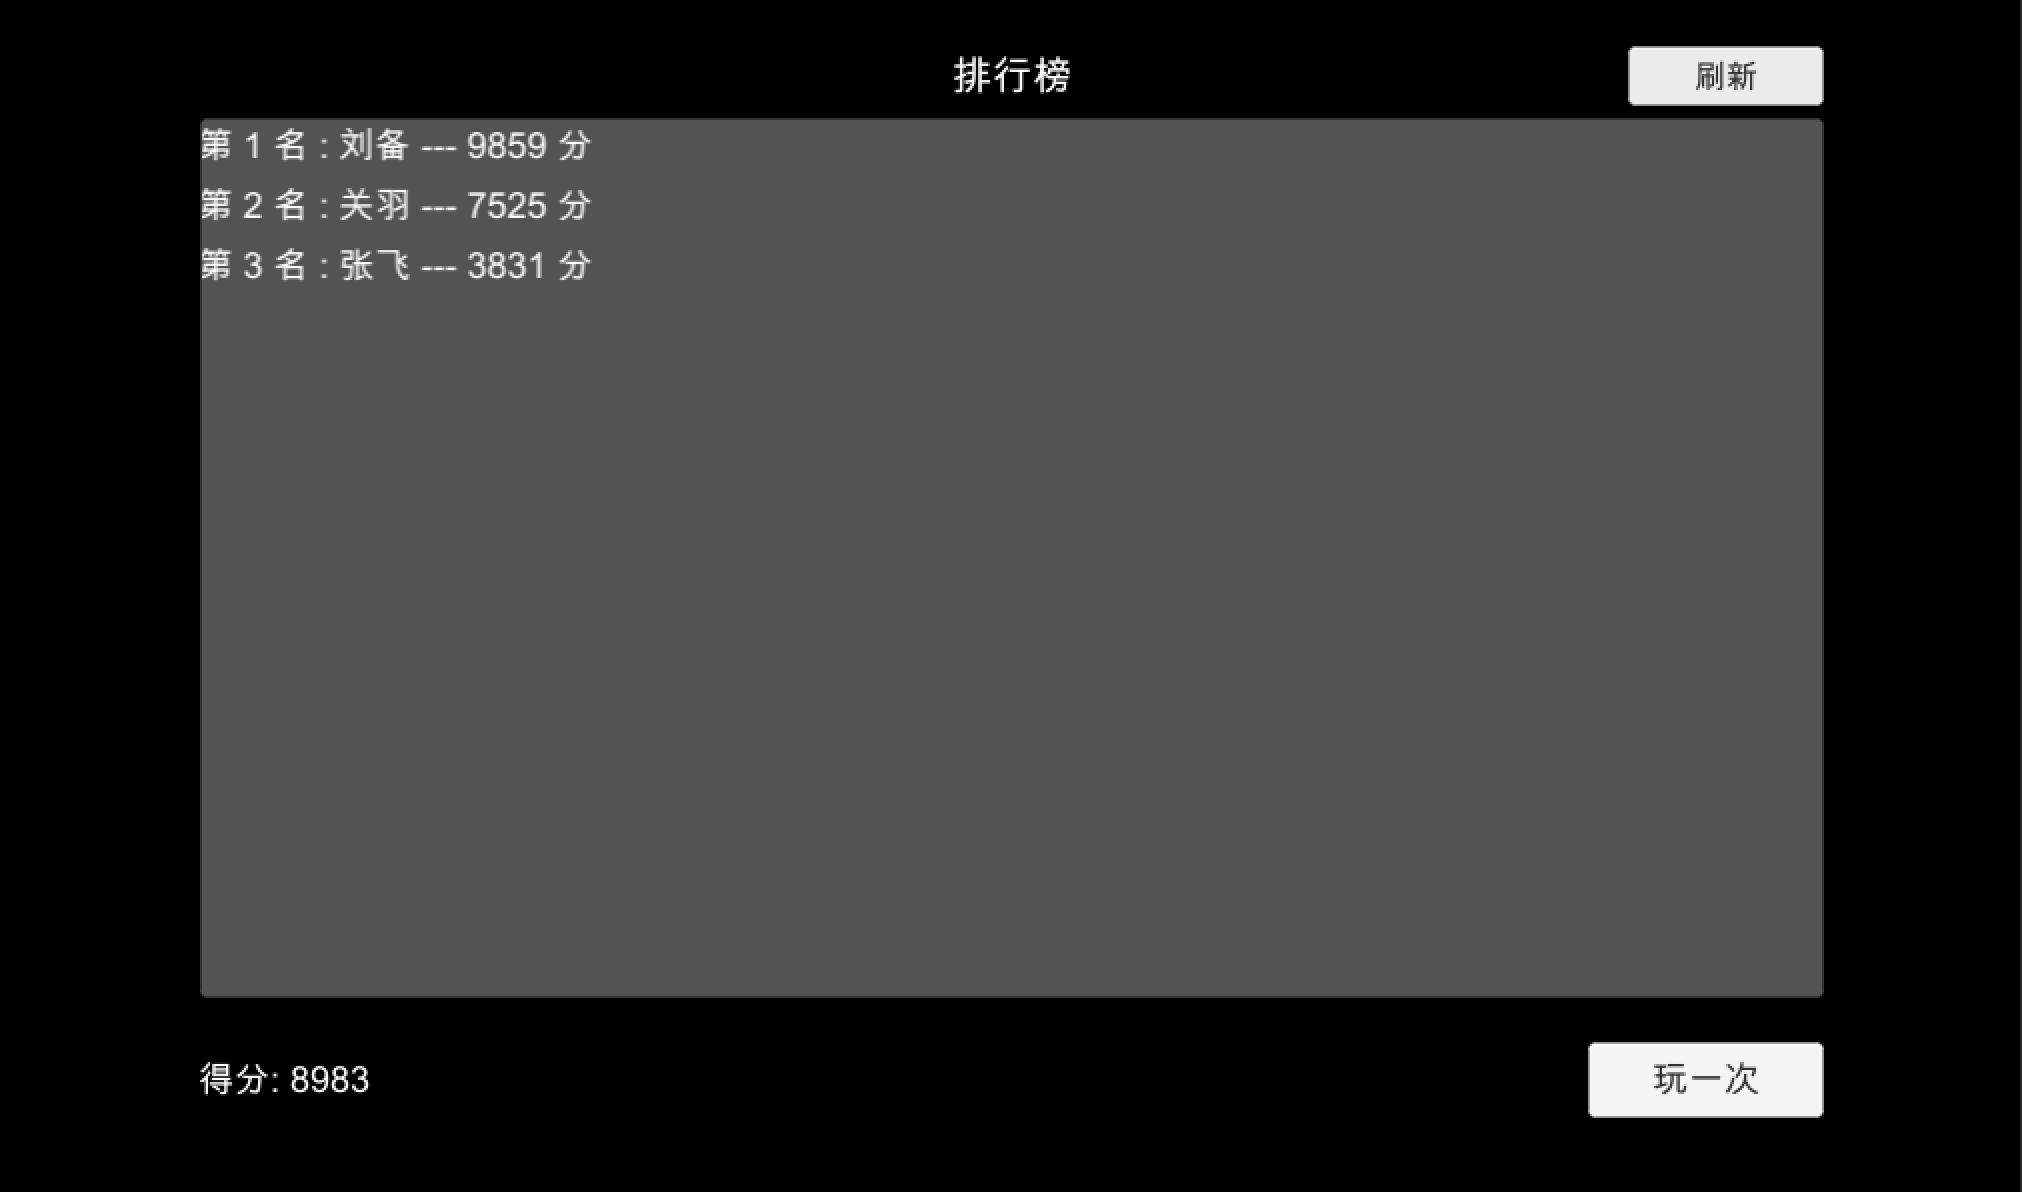 排行榜
刷新
第 1 名 : 刘备 --- 9859 分
第 2 名 : 关羽 --- 7525 分
第 3 名 : 张飞 --- 3831 分
得分: 8983
玩一次